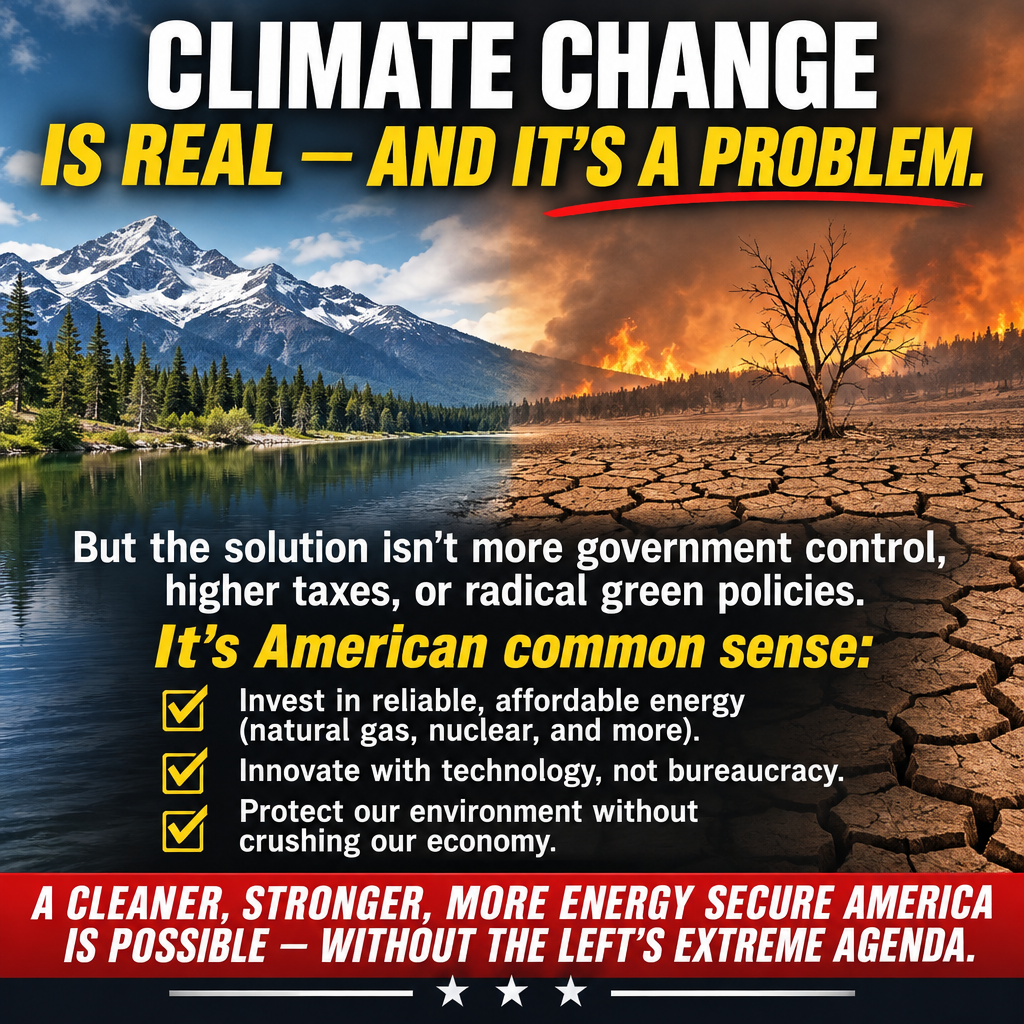 CLIMATE CHANGE
IS REAL – AND IT'S A PROBLEM.
But the solution isn't more government control,
higher taxes, or radical green policies.
It's American common sense:
Invest in reliable, affordable energy
(natural gas, nuclear, and more).
Innovate with technology, not bureaucracy.
Protect our environment without
crushing our economy.
A CLEANER, STRONGER, MORE ENERGY SECURE AMERICA
IS POSSIBLE – WITHOUT THE LEFT'S EXTREME AGENDA.